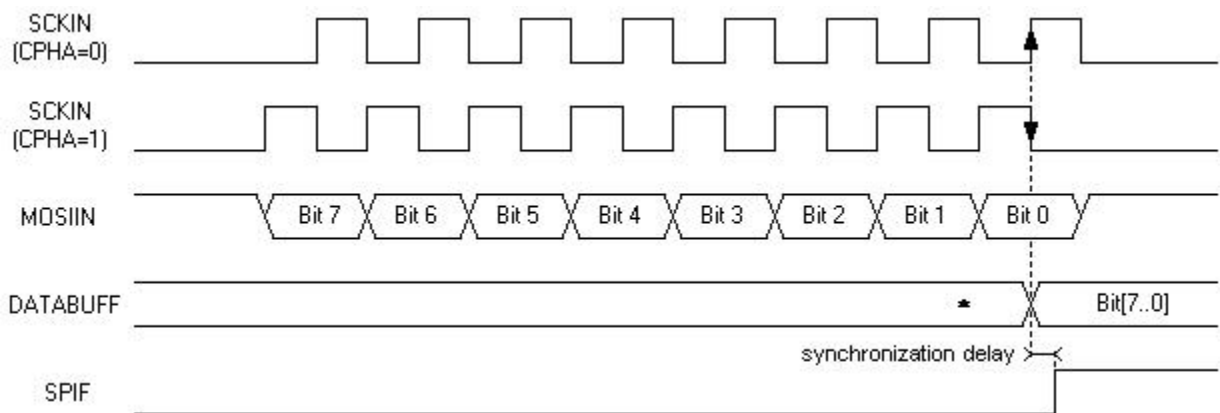 SCKIN
(CPHA=0)
SCKIN
(CPHA=1)
MOSIIN
Bit 7
Bit 6
Bit 5
Bit 4
Bit 3
Bit 2
Bit 1
Bit 0
DATABUFF
*
Bit[7..0]
synchronization delay
SPIF